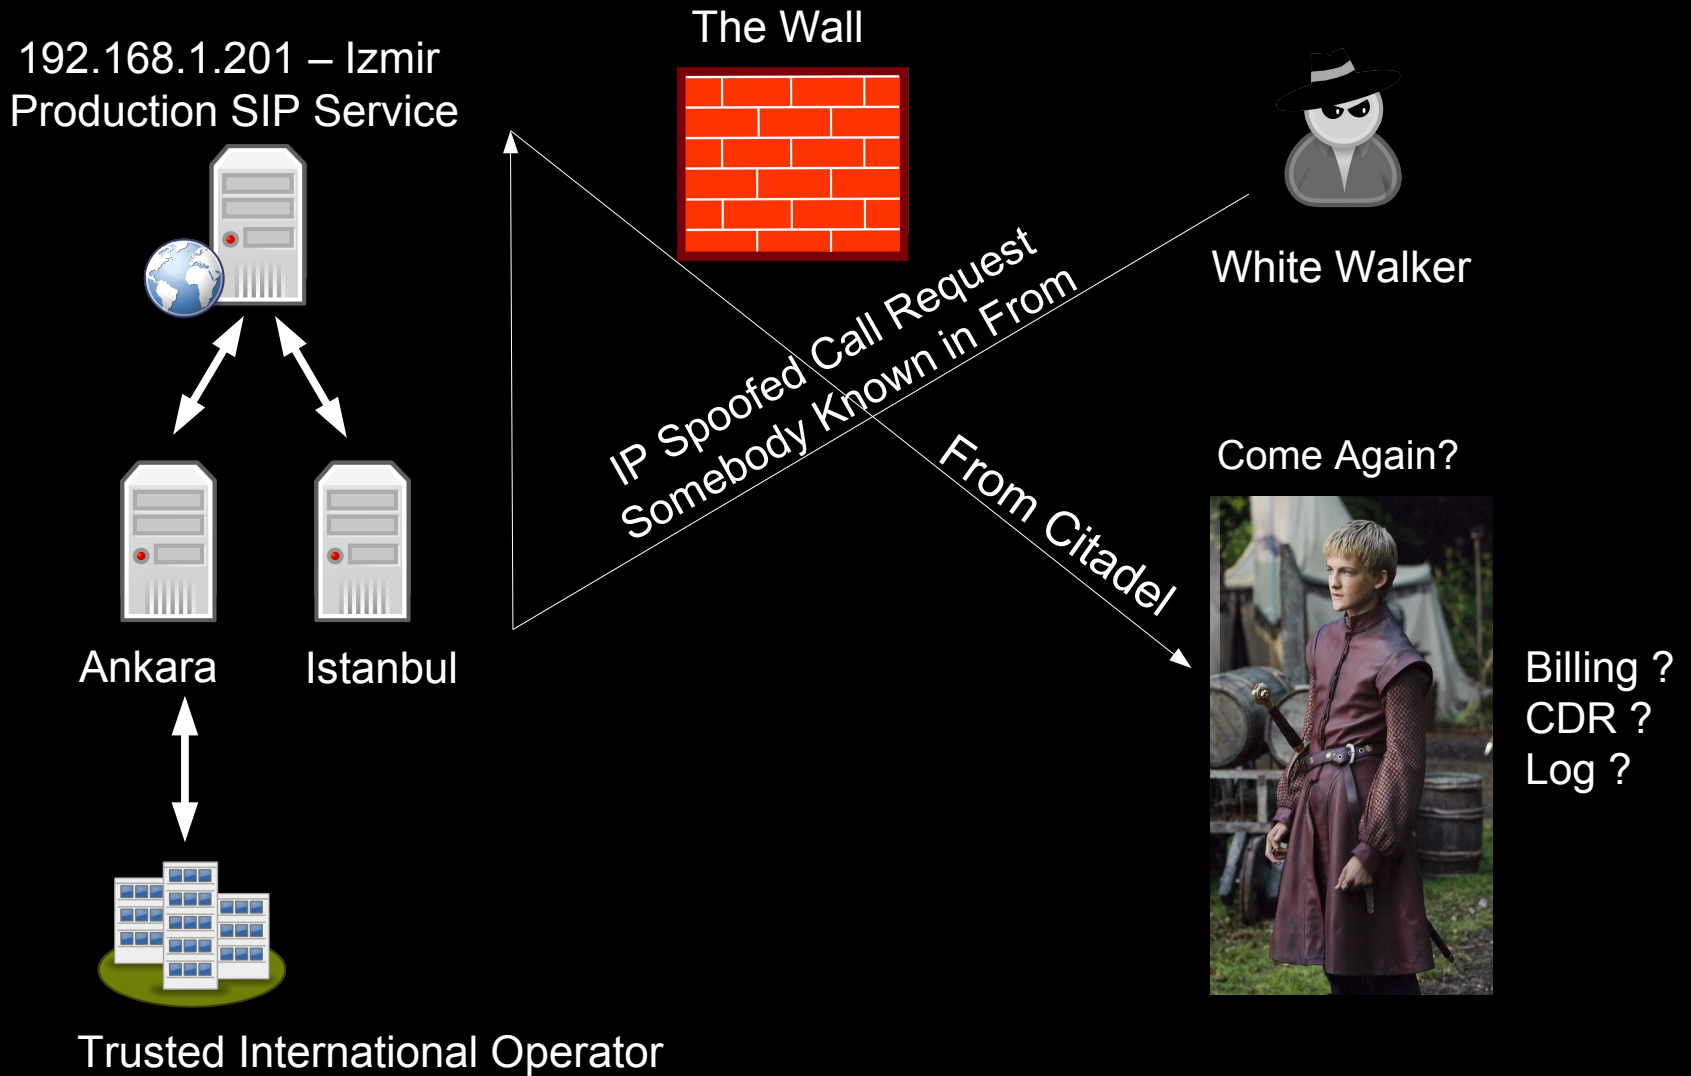 The Wall
192.168.1.201 – Izmir
Production SIP Service
White Walker
IP Spoofed Call Request
Somebody Known in From
From Citadel
Come Again?
Ankara
Istanbul
Billing ?
CDR ?
Log ?
Trusted International Operator